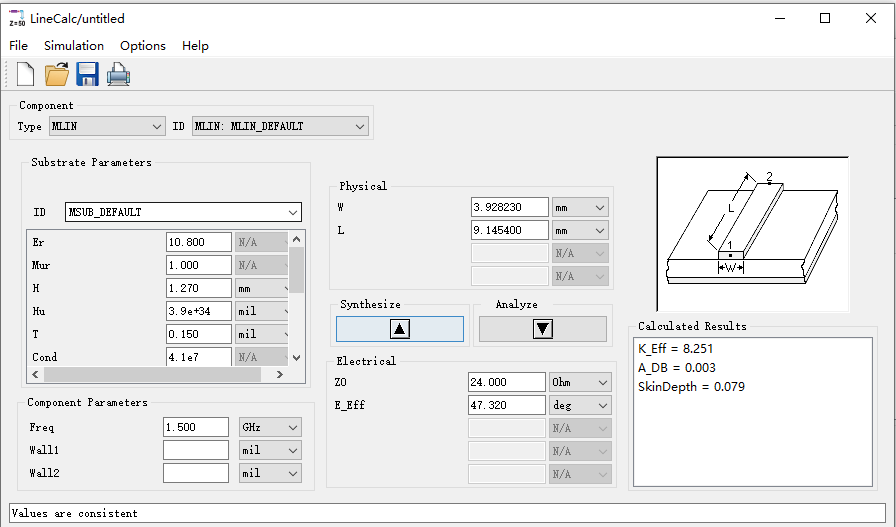 Z=50 LineCalc/untitled
File Simulation Options Help
Component
Type MLIN ID MLIN: MLIN_DEFAULT
Substrate Parameters
ID MSUB_DEFAULT
Er 10.800 N/A
Mur 1.000 N/A
H 1.270 mm
Hu 3.9e+34 mil
T 0.150 mil
Cond 4.1e7 N/A
Component Parameters
Freq 1.500 GHz
Wall1 mil
Wall2 mil
Physical
W 3.928230 mm
L 9.145400 mm
N/A
N/A
Synthesize Analyze
Electrical
Z0 24.000 Ohm
E_Eff 47.320 deg
N/A
N/A
N/A
2
L
1
W
Calculated Results
K_Eff = 8.251
A_DB = 0.003
SkinDepth = 0.079
Values are consistent